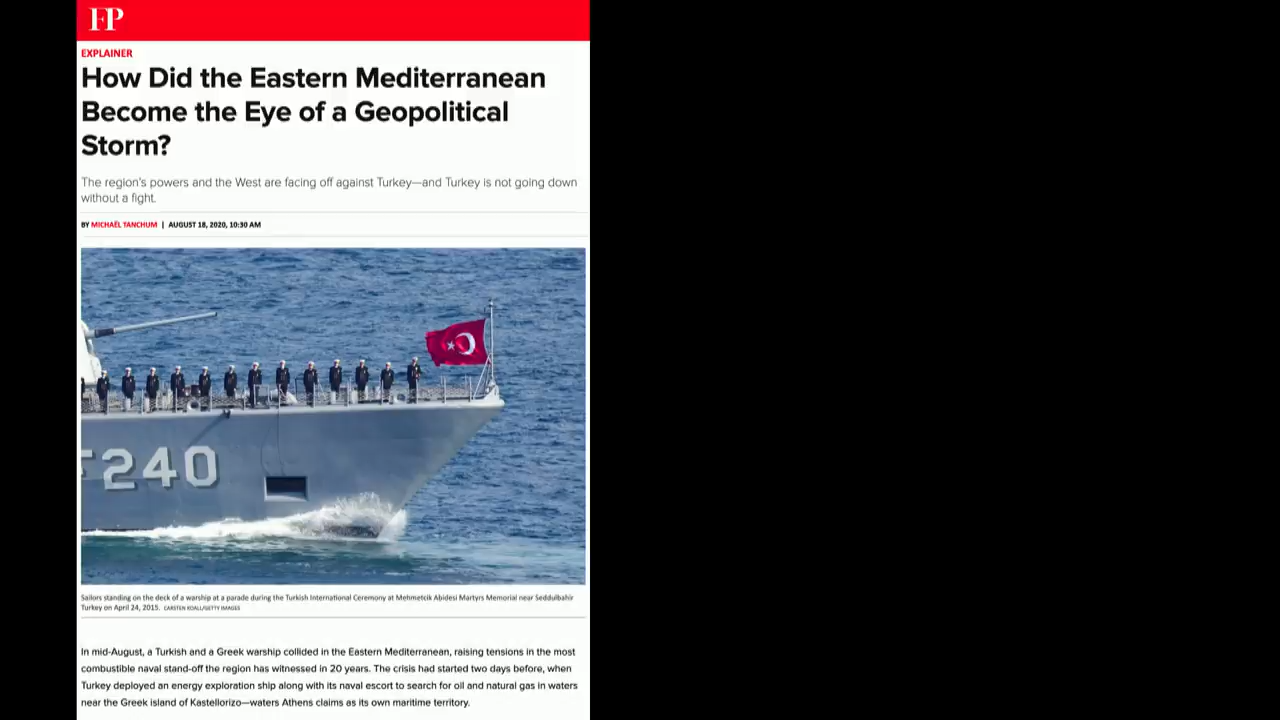 FP
EXPLAINER
How Did the Eastern Mediterranean
Become the Eye of a Geopolitical
Storm?
The region's powers and the West are facing off against Turkey—and Turkey is not going down
without a fight.
BY MICHAËL TANCHUM | AUGUST 18, 2020, 10:30 AM
F240
Sailors standing on the deck of a warship at a parade during the Turkish International Ceremony at Mehmetcik Abidesi Martyrs Memorial near Seddulbahir
Turkey on April 24, 2015. CARSTEN KOALL/GETTY IMAGES
In mid-August, a Turkish and a Greek warship collided in the Eastern Mediterranean, raising tensions in the most
combustible naval stand-off the region has witnessed in 20 years. The crisis had started two days before, when
Turkey deployed an energy exploration ship along with its naval escort to search for oil and natural gas in waters
near the Greek island of Kastellorizo—waters Athens claims as its own maritime territory.